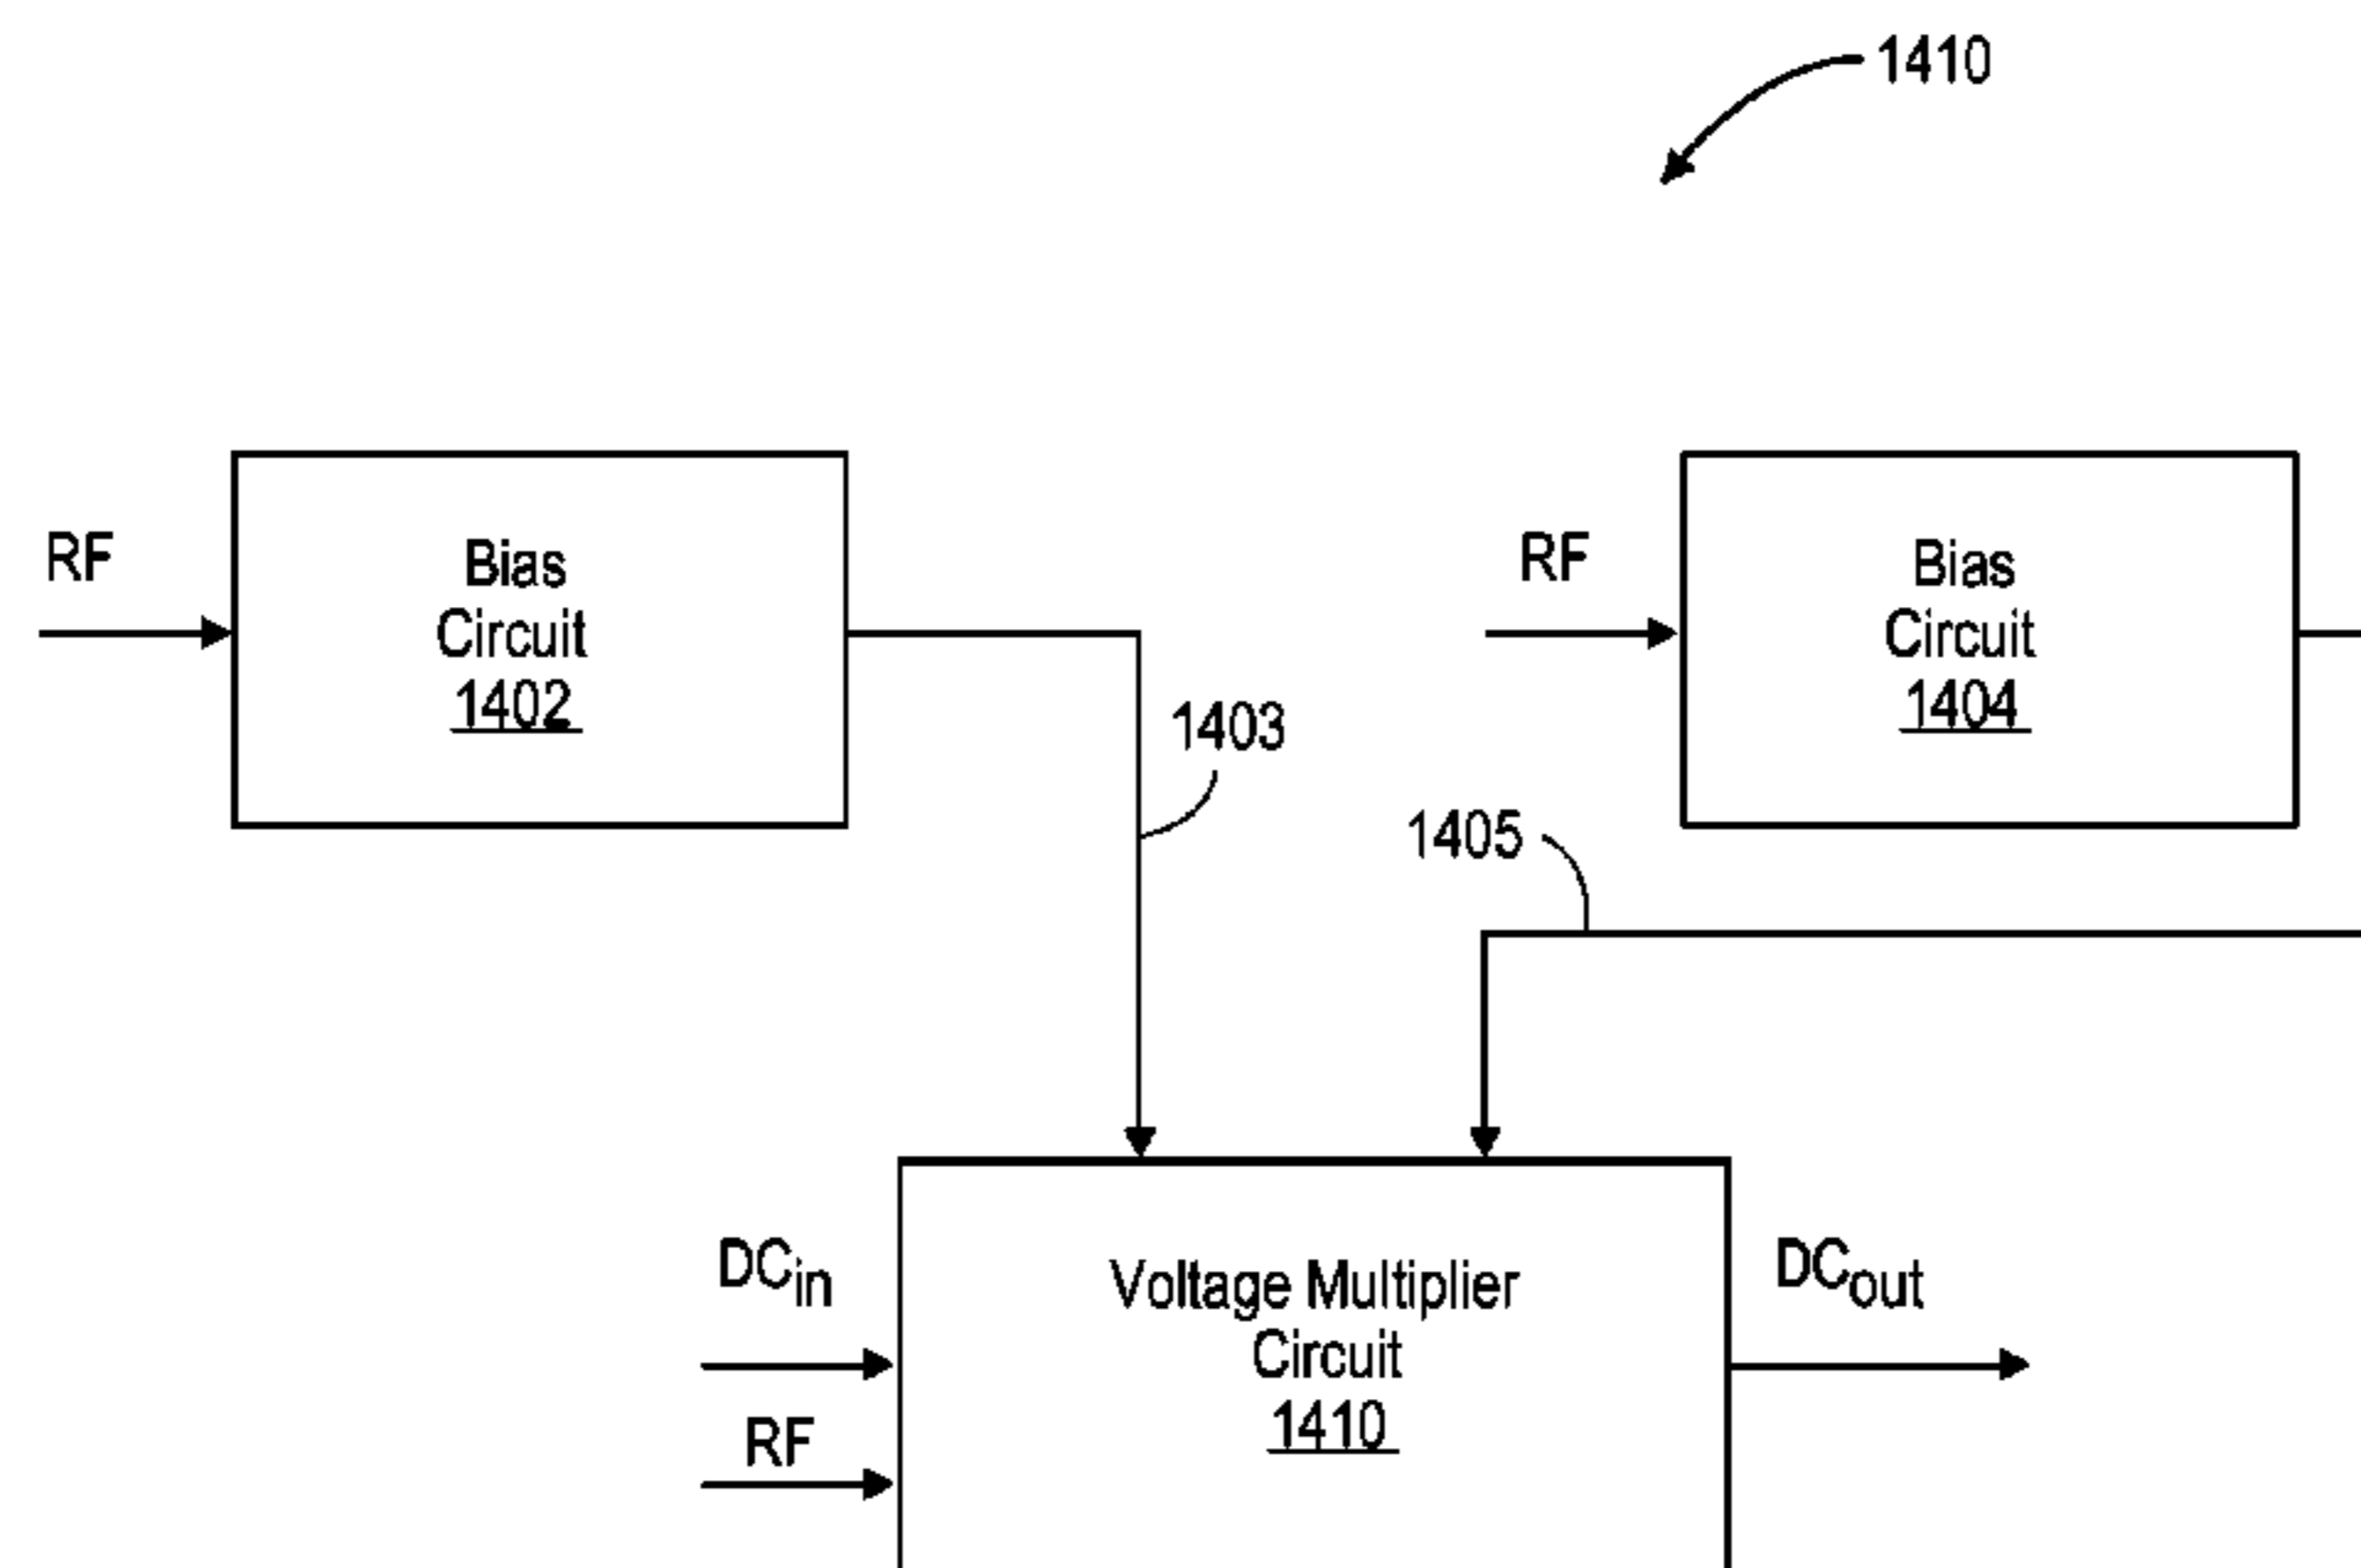 1410
RF
Bias
Circuit
1402
RF
Bias
Circuit
1404
1403
1405
DCin
Voltage Multiplier
Circuit
1410
DCout
RF